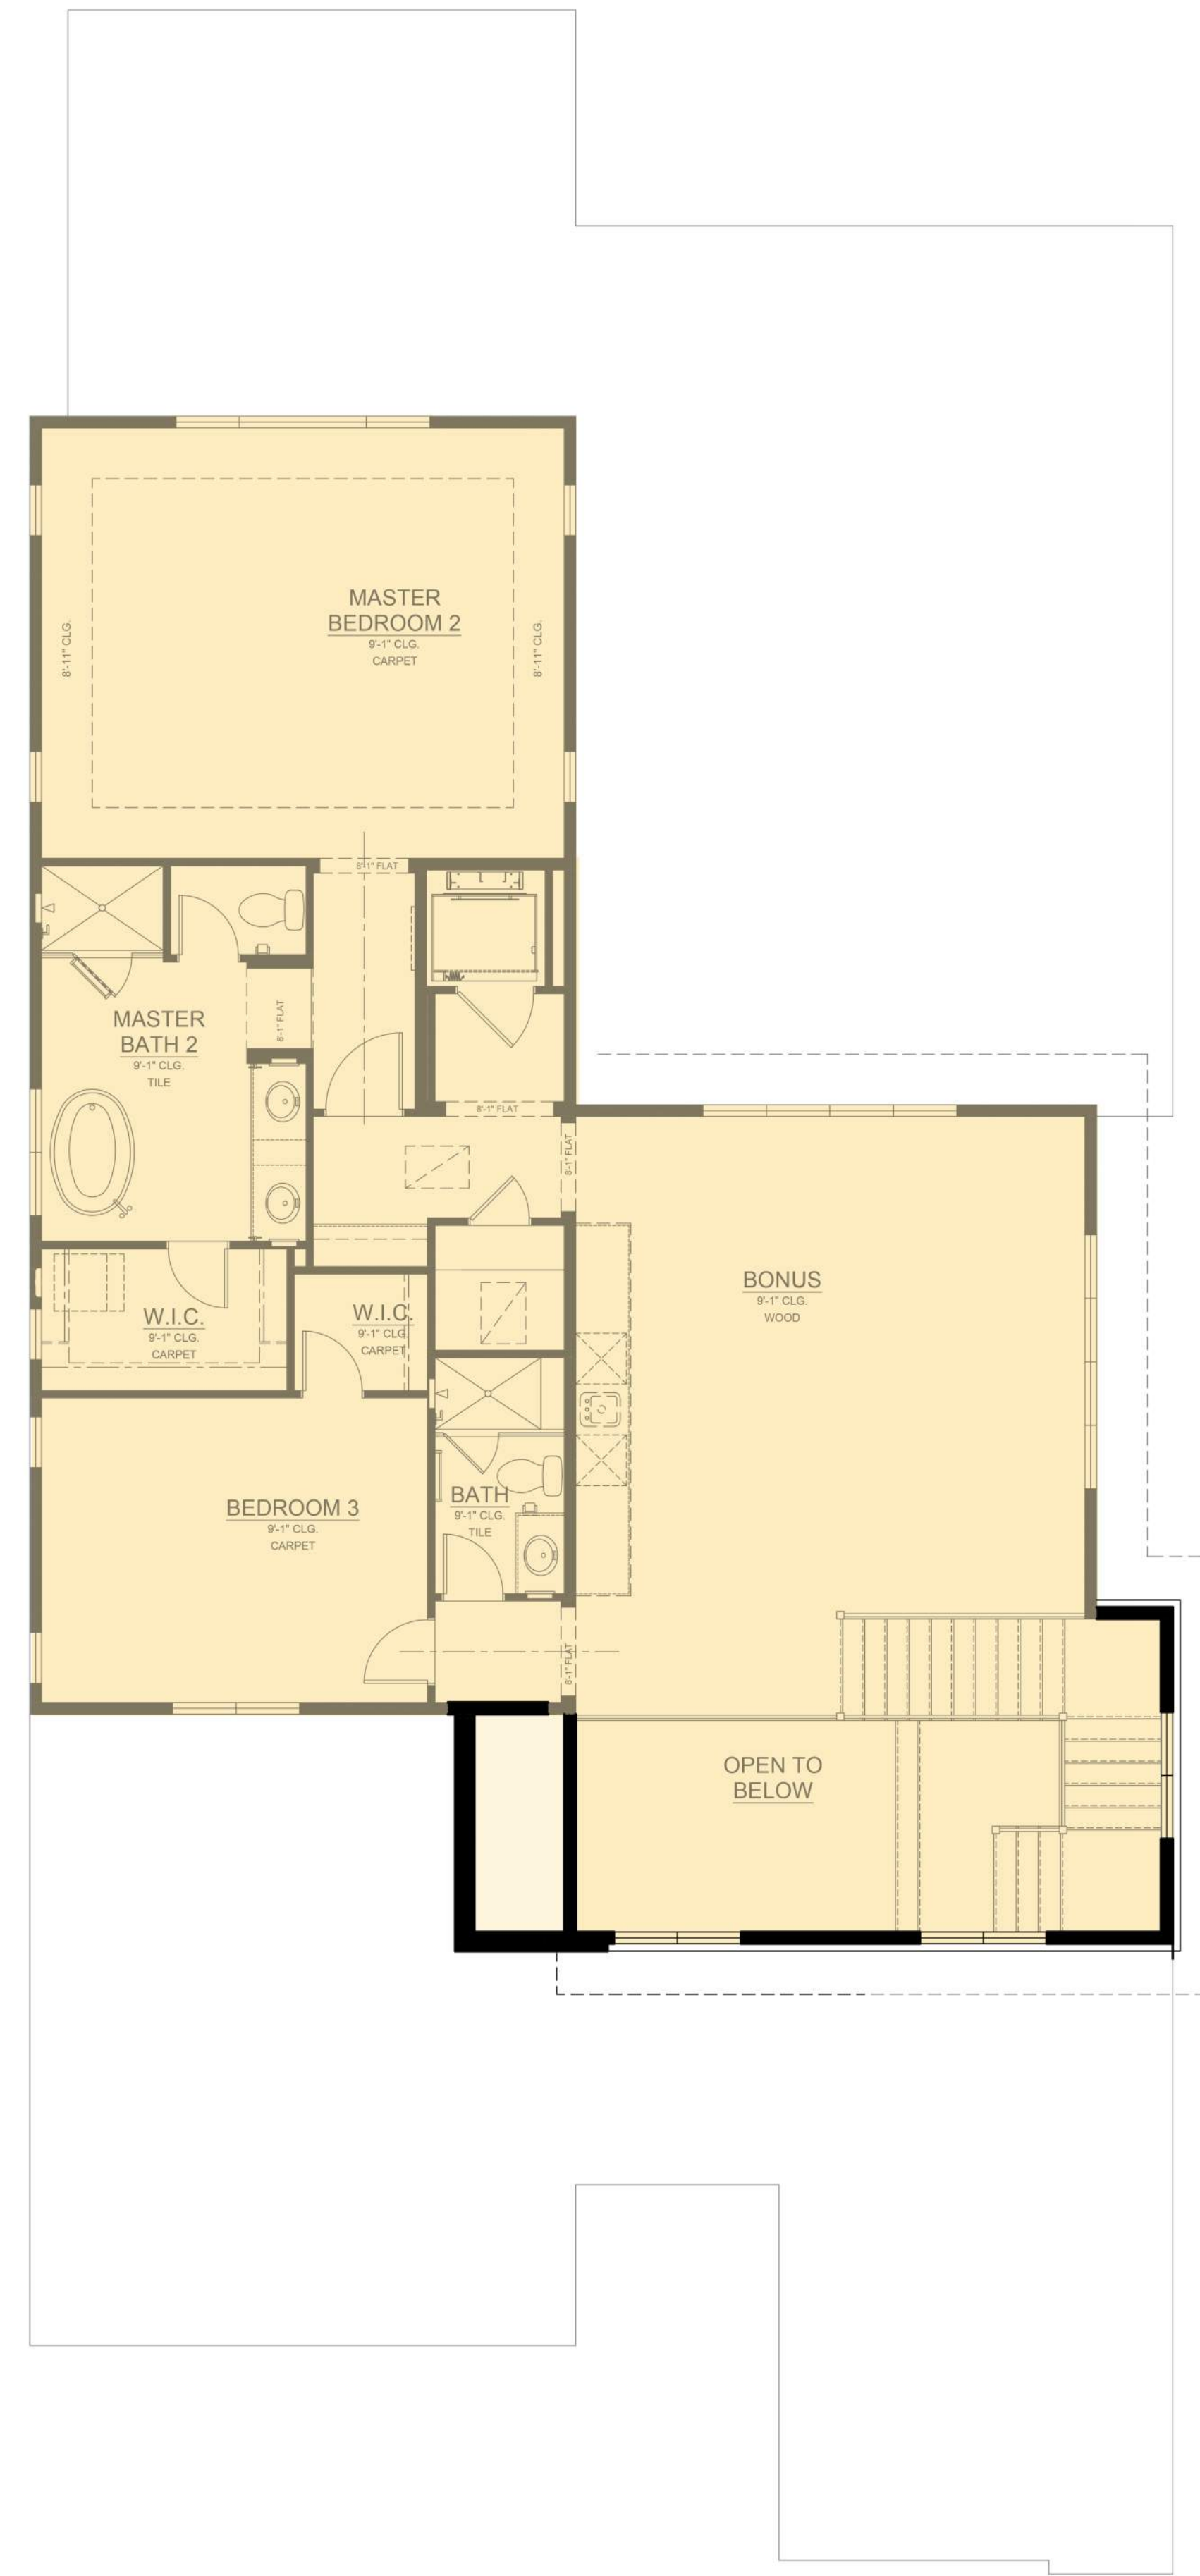 MASTER
BEDROOM 2
9'-1" CLG.
CARPET
8'-11" CLG.
8'-11" CLG.
8'-1" FLAT
MASTER
BATH 2
9'-1" CLG.
TILE
8'-1" FLAT
8'-1" FLAT
8'-1" FLAT
BONUS
9'-1" CLG.
WOOD
W.I.C.
9'-1" CLG.
CARPET
W.I.C.
9'-1" CLG.
CARPET
BEDROOM 3
9'-1" CLG.
CARPET
BATH
9'-1" CLG.
TILE
8'-1" FLAT
OPEN TO
BELOW